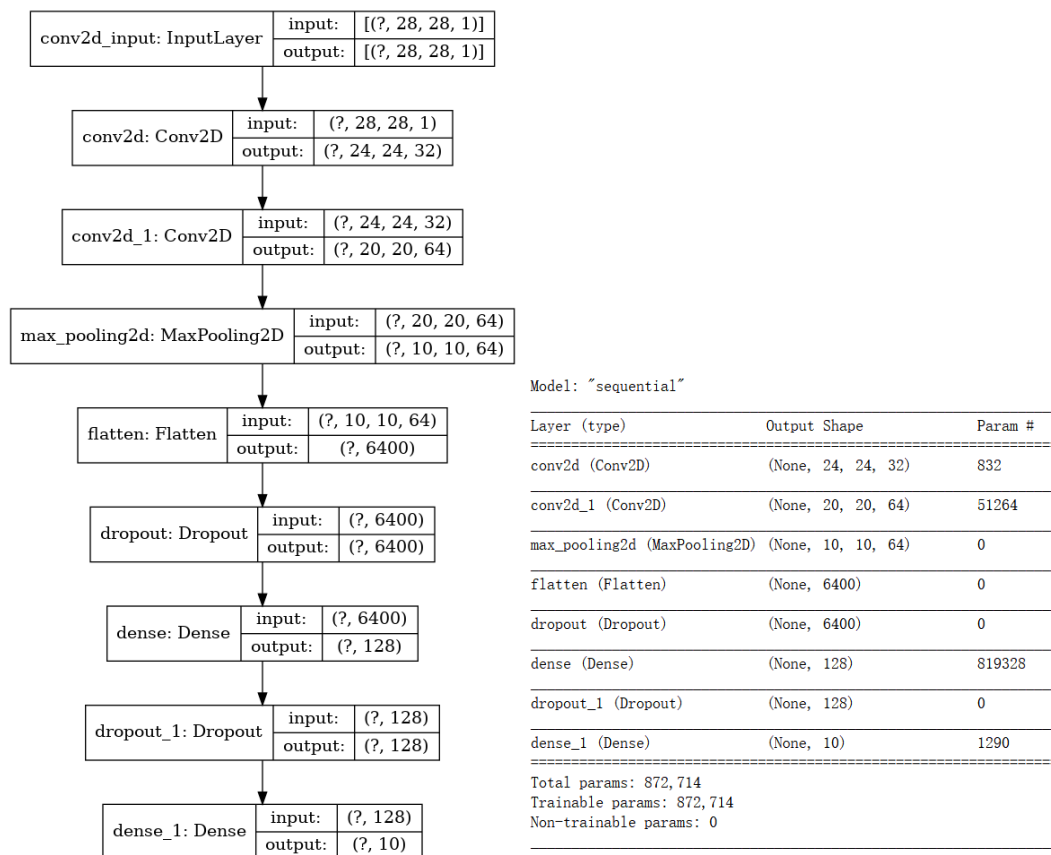 conv2d_input: InputLayer
input: [(?, 28, 28, 1)]
output: [(?, 28, 28, 1)]
conv2d: Conv2D
input: (?, 28, 28, 1)
output: (?, 24, 24, 32)
conv2d_1: Conv2D
input: (?, 24, 24, 32)
output: (?, 20, 20, 64)
max_pooling2d: MaxPooling2D
input: (?, 20, 20, 64)
output: (?, 10, 10, 64)
flatten: Flatten
input: (?, 10, 10, 64)
output: (?, 6400)
dropout: Dropout
input: (?, 6400)
output: (?, 6400)
dense: Dense
input: (?, 6400)
output: (?, 128)
dropout_1: Dropout
input: (?, 128)
output: (?, 128)
dense_1: Dense
input: (?, 128)
output: (?, 10)
Model: "sequential"
Layer (type) Output Shape Param #
conv2d (Conv2D) (None, 24, 24, 32) 832
conv2d_1 (Conv2D) (None, 20, 20, 64) 51264
max_pooling2d (MaxPooling2D) (None, 10, 10, 64) 0
flatten (Flatten) (None, 6400) 0
dropout (Dropout) (None, 6400) 0
dense (Dense) (None, 128) 819328
dropout_1 (Dropout) (None, 128) 0
dense_1 (Dense) (None, 10) 1290
Total params: 872,714
Trainable params: 872,714
Non-trainable params: 0